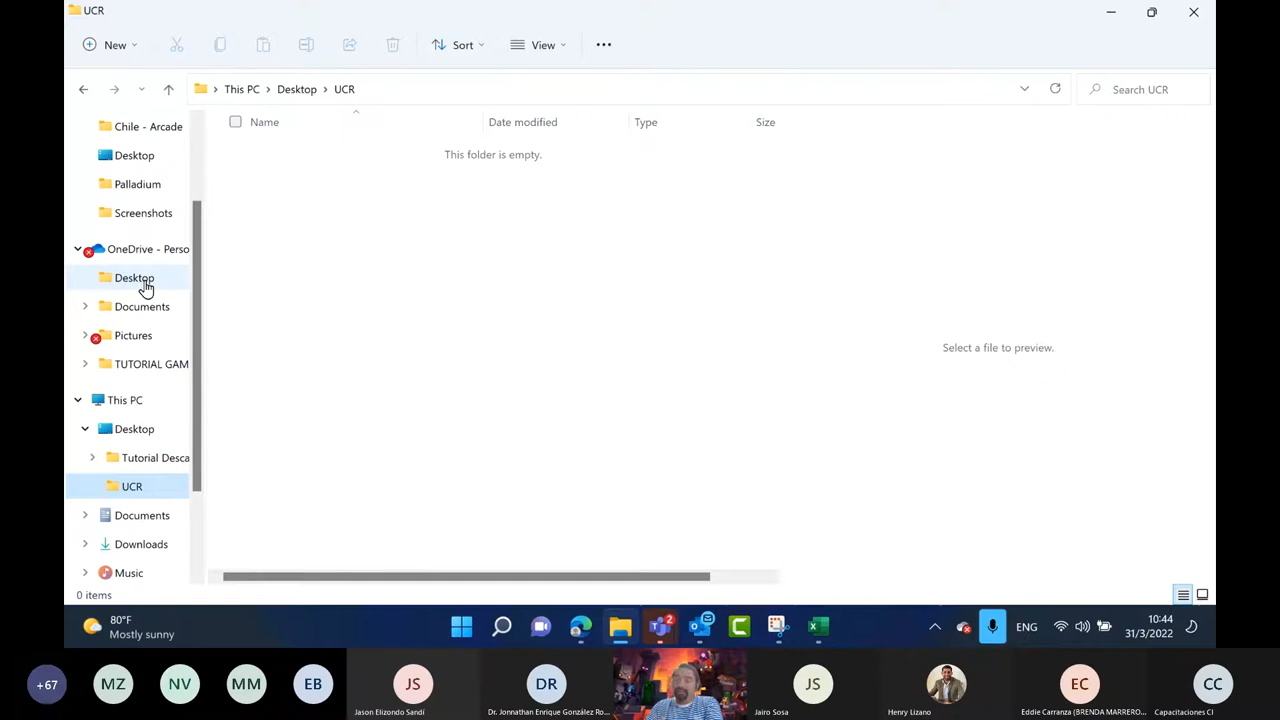 UCR
New
Sort
View
This PC > Desktop > UCR
Search UCR
Chile - Arcade
Desktop
Palladium
Screenshots
OneDrive - Perso
Desktop
Documents
Pictures
TUTORIAL GAM
This PC
Desktop
Tutorial Desca
UCR
Documents
Downloads
Music
Name
Date modified
Type
Size
This folder is empty.
Select a file to preview.
0 items
80°F
Mostly sunny
2
ENG
10:44
31/3/2022
+67
MZ
NV
MM
EB
JS
Jason Elizondo Sandí
DR
Dr. Jonnathan Enrique González Ro...
JS
Jairo Sosa
Henry Lizano
EC
Eddie Carranza (BRENDA MARRERO...
CC
Capacitaciones CI